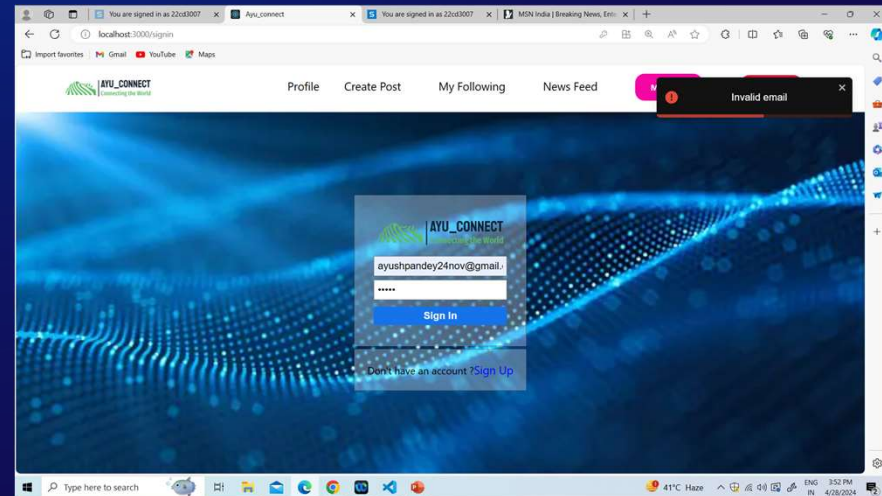 You are signed in as 22cd3007
Ayu_connect
You are signed in as 22cd3007
MSN India | Breaking News, Ente
localhost:3000/signin
Import favorites
Gmail
YouTube
Maps
AYU_CONNECT
Connecting the World
Profile
Create Post
My Following
News Feed
M
Invalid email
AYU_CONNECT
Connecting the World
ayushpandey24nov@gmail.
•••••
Sign In
Don't have an account ?Sign Up
Type here to search
41°C Haze
ENG
IN
3:52 PM
4/28/2024